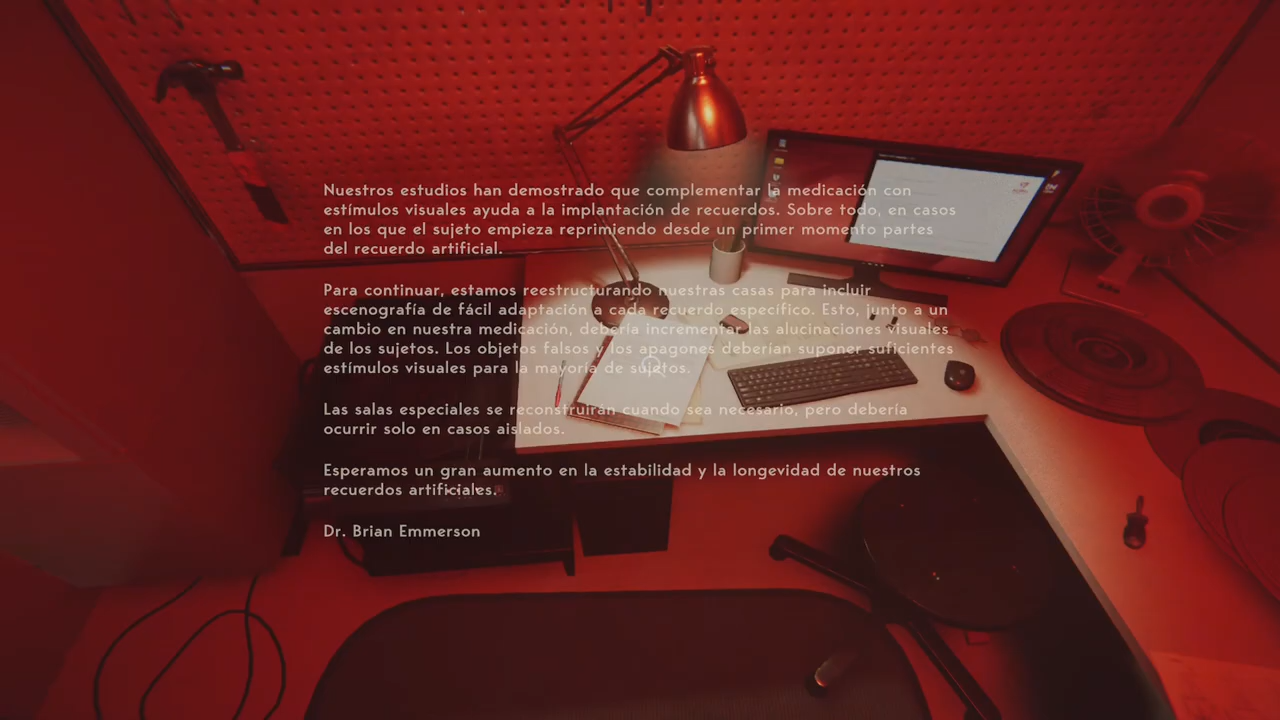 Nuestros estudios han demostrado que complementar la medicación con
estímulos visuales ayuda a la implantación de recuerdos. Sobre todo, en casos
en los que el sujeto empieza reprimiendo desde un primer momento partes
del recuerdo artificial.
Para continuar, estamos reestructurando nuestras casas para incluir
escenografía de fácil adaptación a cada recuerdo específico. Esto, junto a un
cambio en nuestra medicación, debería incrementar las alucinaciones visuales
de los sujetos. Los objetos falsos y los apagones deberían suponer suficientes
estímulos visuales para la mayoría de sujetos.
Las salas especiales se reconstruirán cuando sea necesario, pero debería
ocurrir solo en casos aislados.
Esperamos un gran aumento en la estabilidad y la longevidad de nuestros
recuerdos artificiales.
Dr. Brian Emmerson